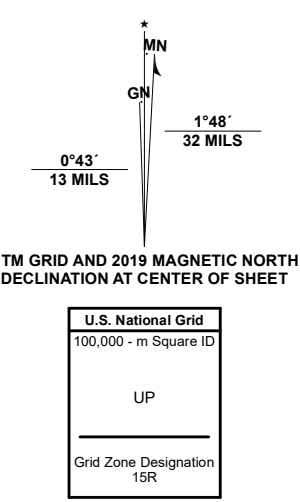 ★
MN
GN
1°48´
32 MILS
0°43´
13 MILS
TM GRID AND 2019 MAGNETIC NORTH
DECLINATION AT CENTER OF SHEET
U.S. National Grid
100,000 - m Square ID
UP
Grid Zone Designation
15R